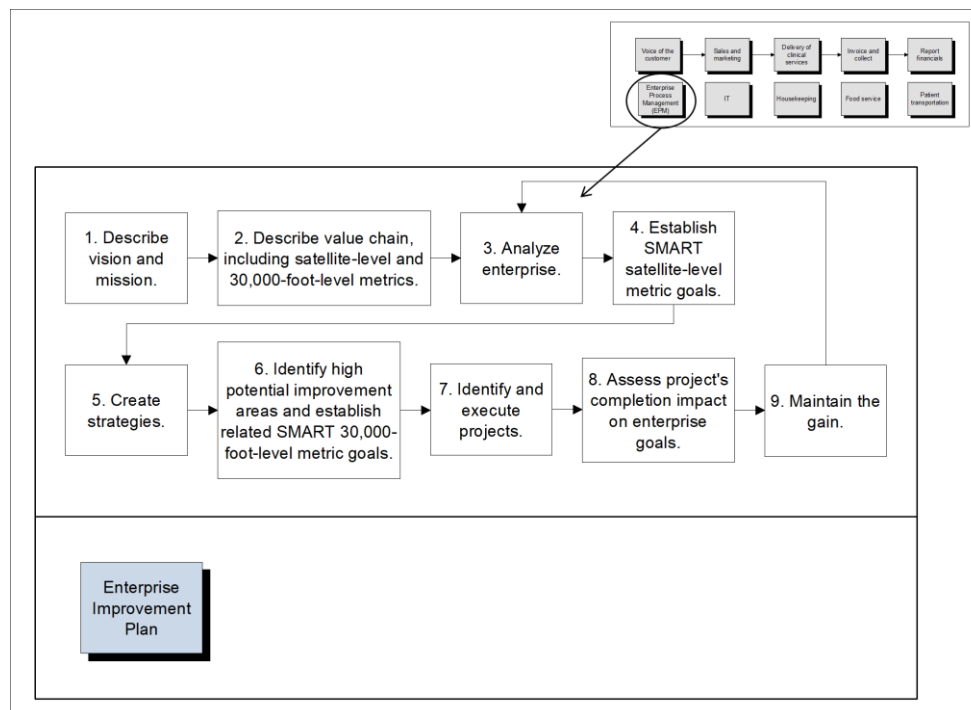 Voice of the
customer
Sales and
marketing
Delivery of
clinical
services
Invoice and
collect
Report
financials
Enterprise
Process
Management
(EPM)
IT
Housekeeping
Food service
Patient
transportation
1. Describe
vision and
mission.
2. Describe value chain,
including satellite-level and
30,000-foot-level metrics.
3. Analyze
enterprise.
4. Establish
SMART
satellite-level
metric goals.
5. Create
strategies.
6. Identify high
potential improvement
areas and establish
related SMART 30,000-
foot-level metric goals.
7. Identify and
execute
projects.
8. Assess project's
completion impact
on enterprise
goals.
9. Maintain the
gain.
Enterprise
Improvement
Plan